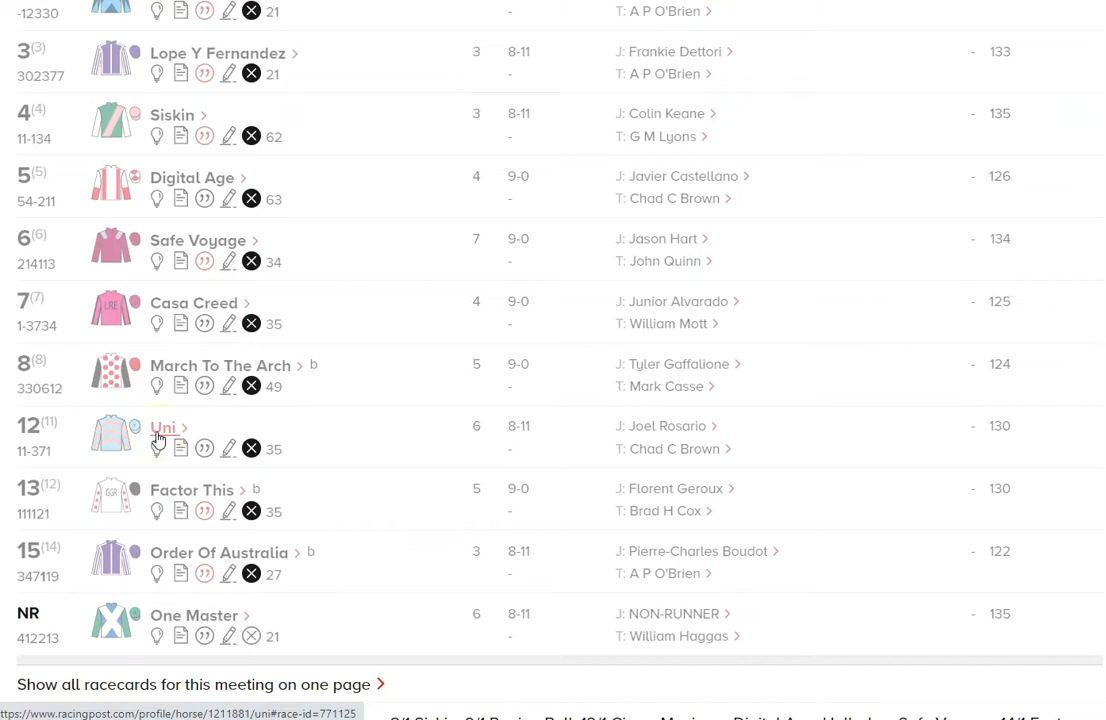 -12330 21 - T: A P O'Brien >
3(3) Lope Y Fernandez > 3 8-11 J: Frankie Dettori > - 133
302377 21 - T: A P O'Brien >
4(4) Siskin > 3 8-11 J: Colin Keane > - 135
11-134 62 - T: G M Lyons >
5(5) Digital Age > 4 9-0 J: Javier Castellano > - 126
54-211 63 - T: Chad C Brown >
6(6) Safe Voyage > 7 9-0 J: Jason Hart > - 134
214113 34 - T: John Quinn >
7(7) LRE Casa Creed > 4 9-0 J: Junior Alvarado > - 125
1-3734 35 - T: William Mott >
8(8) March To The Arch > b 5 9-0 J: Tyler Gaffalione > - 124
330612 49 - T: Mark Casse >
12(11) Uni > 6 8-11 J: Joel Rosario > - 130
11-371 35 - T: Chad C Brown >
13(12) GGR Factor This > b 5 9-0 J: Florent Geroux > - 130
111121 35 - T: Brad H Cox >
15(14) Order Of Australia > b 3 8-11 J: Pierre-Charles Boudot > - 122
347119 27 - T: A P O'Brien >
NR One Master > 6 8-11 J: NON-RUNNER > - 135
412213 21 - T: William Haggas >
Show all racecards for this meeting on one page >
ttps://www.racingpost.com/profile/horse/1211881/uni#race-id=771125